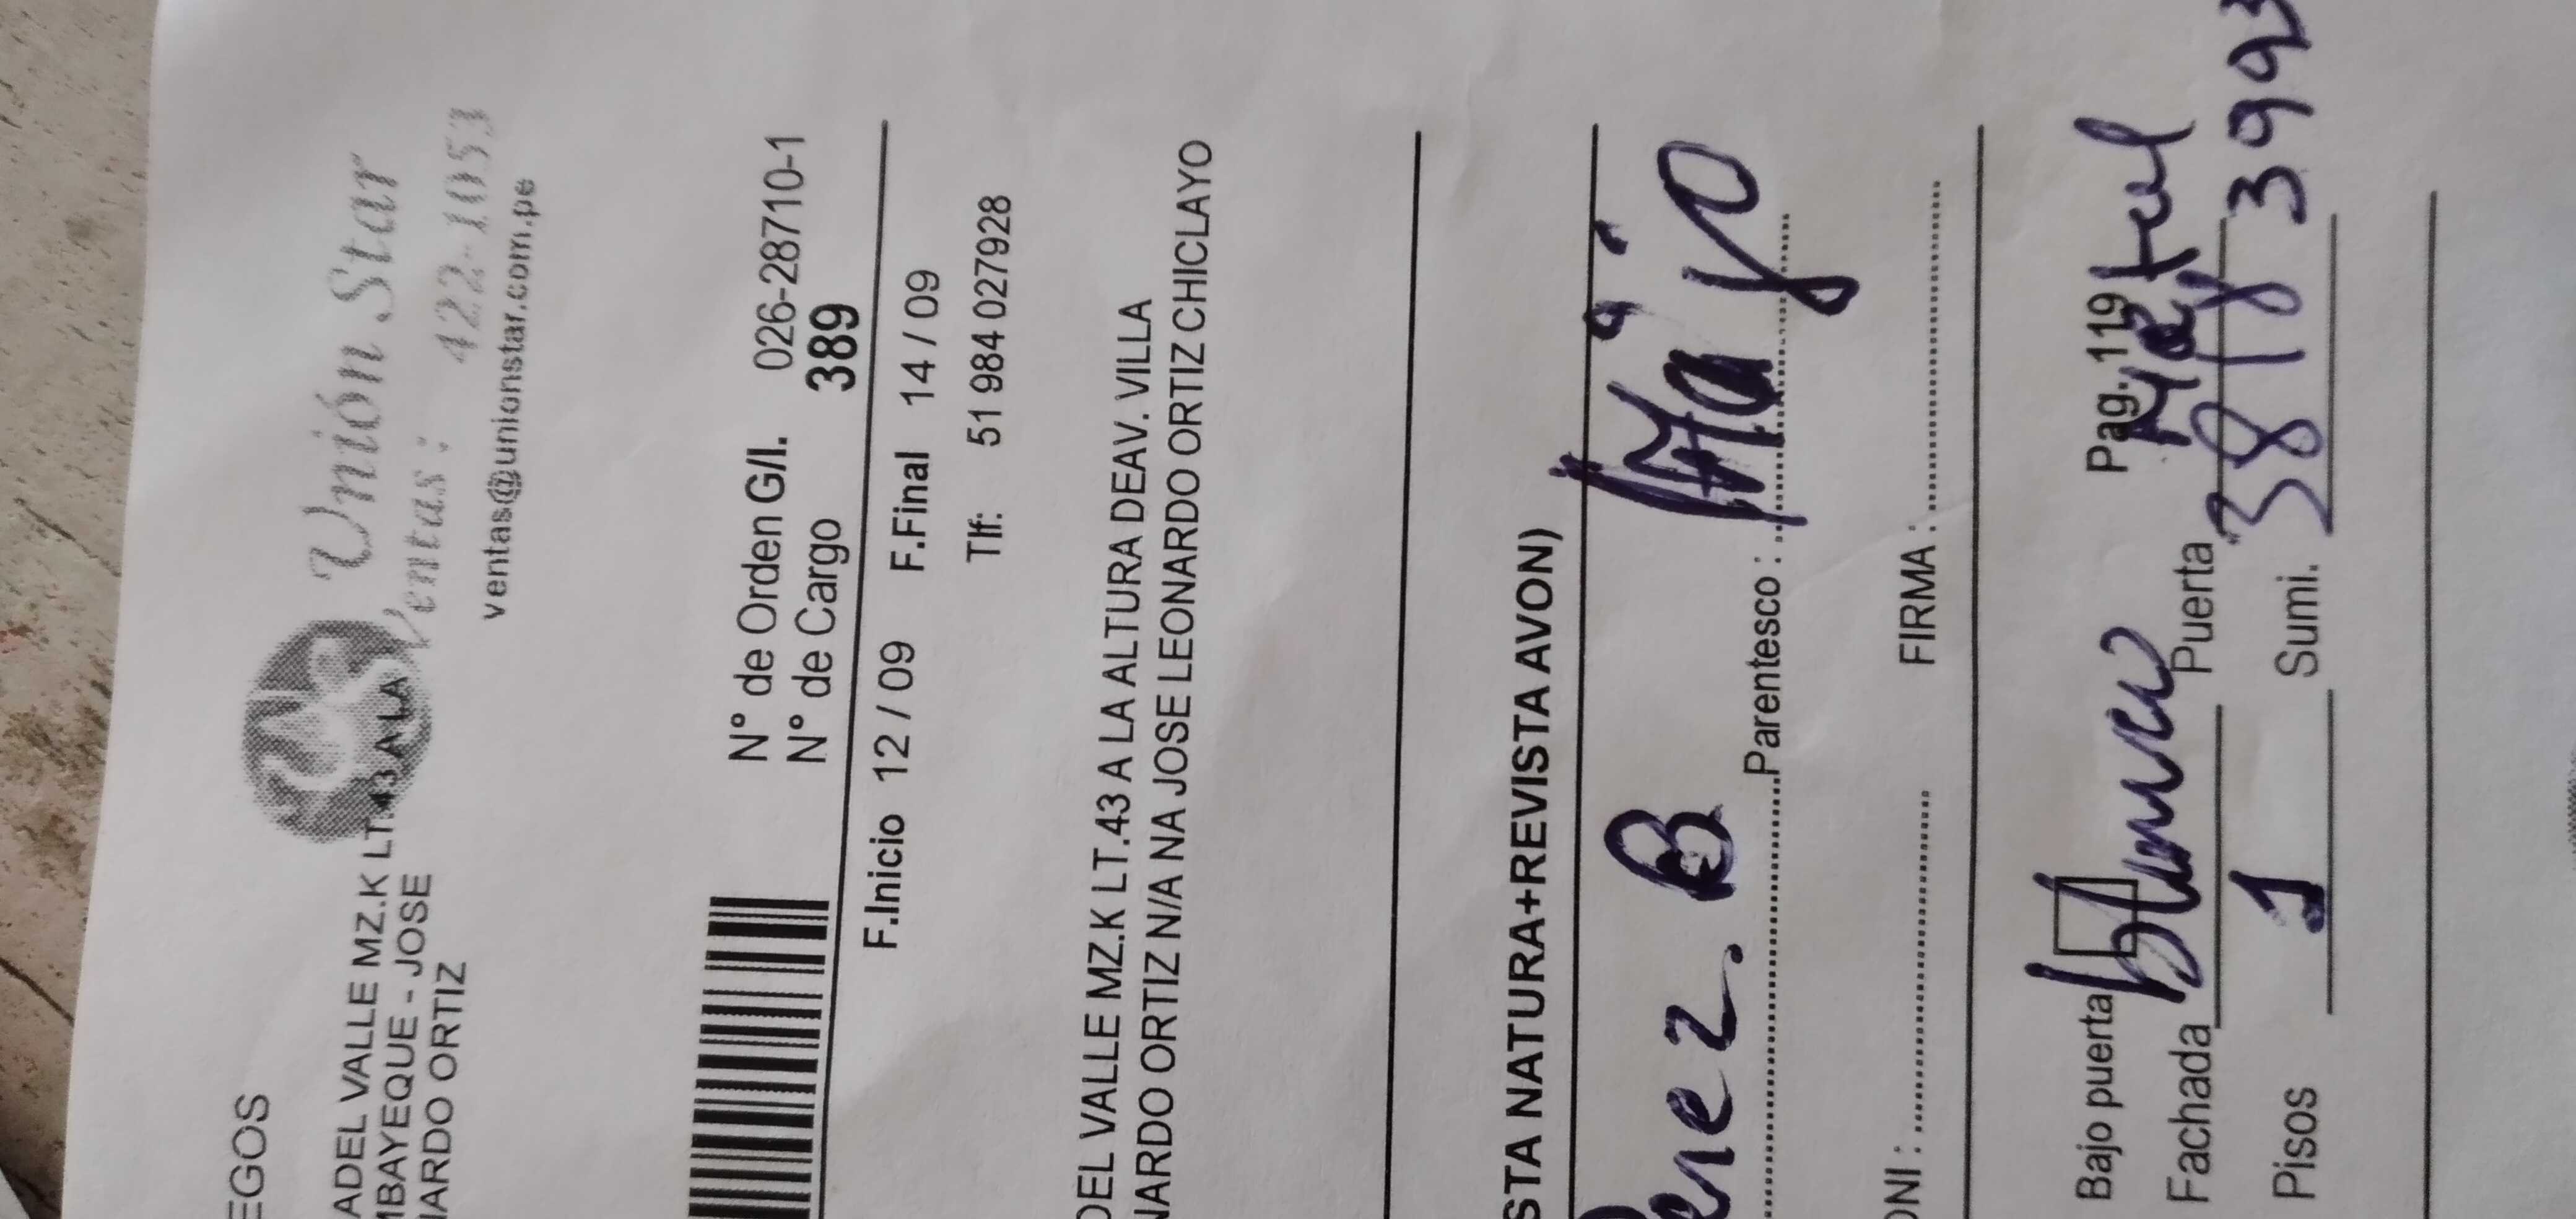 Unión Star
Ventas: 422-1053
ventas@unionstar.com.pe
EGOS
ADEL VALLE MZ.K LT.43 A LA
MBAYEQUE - JOSE
NARDO ORTIZ
N° de Orden G/I. 026-28710-1
N° de Cargo 389
F.Inicio 12 / 09 F.Final 14 / 09
Tlf: 51 984 027928
DEL VALLE MZ.K LT.43 A LA ALTURA DEAV. VILLA
NARDO ORTIZ N/A NA JOSE LEONARDO ORTIZ CHICLAYO
STA NATURA+REVISTA AVON)
Perez. B Parentesco :
DNI : FIRMA :
Bajo puerta Pag. 119
Fachada Blanco Puerta
Pisos 1 Sumi.